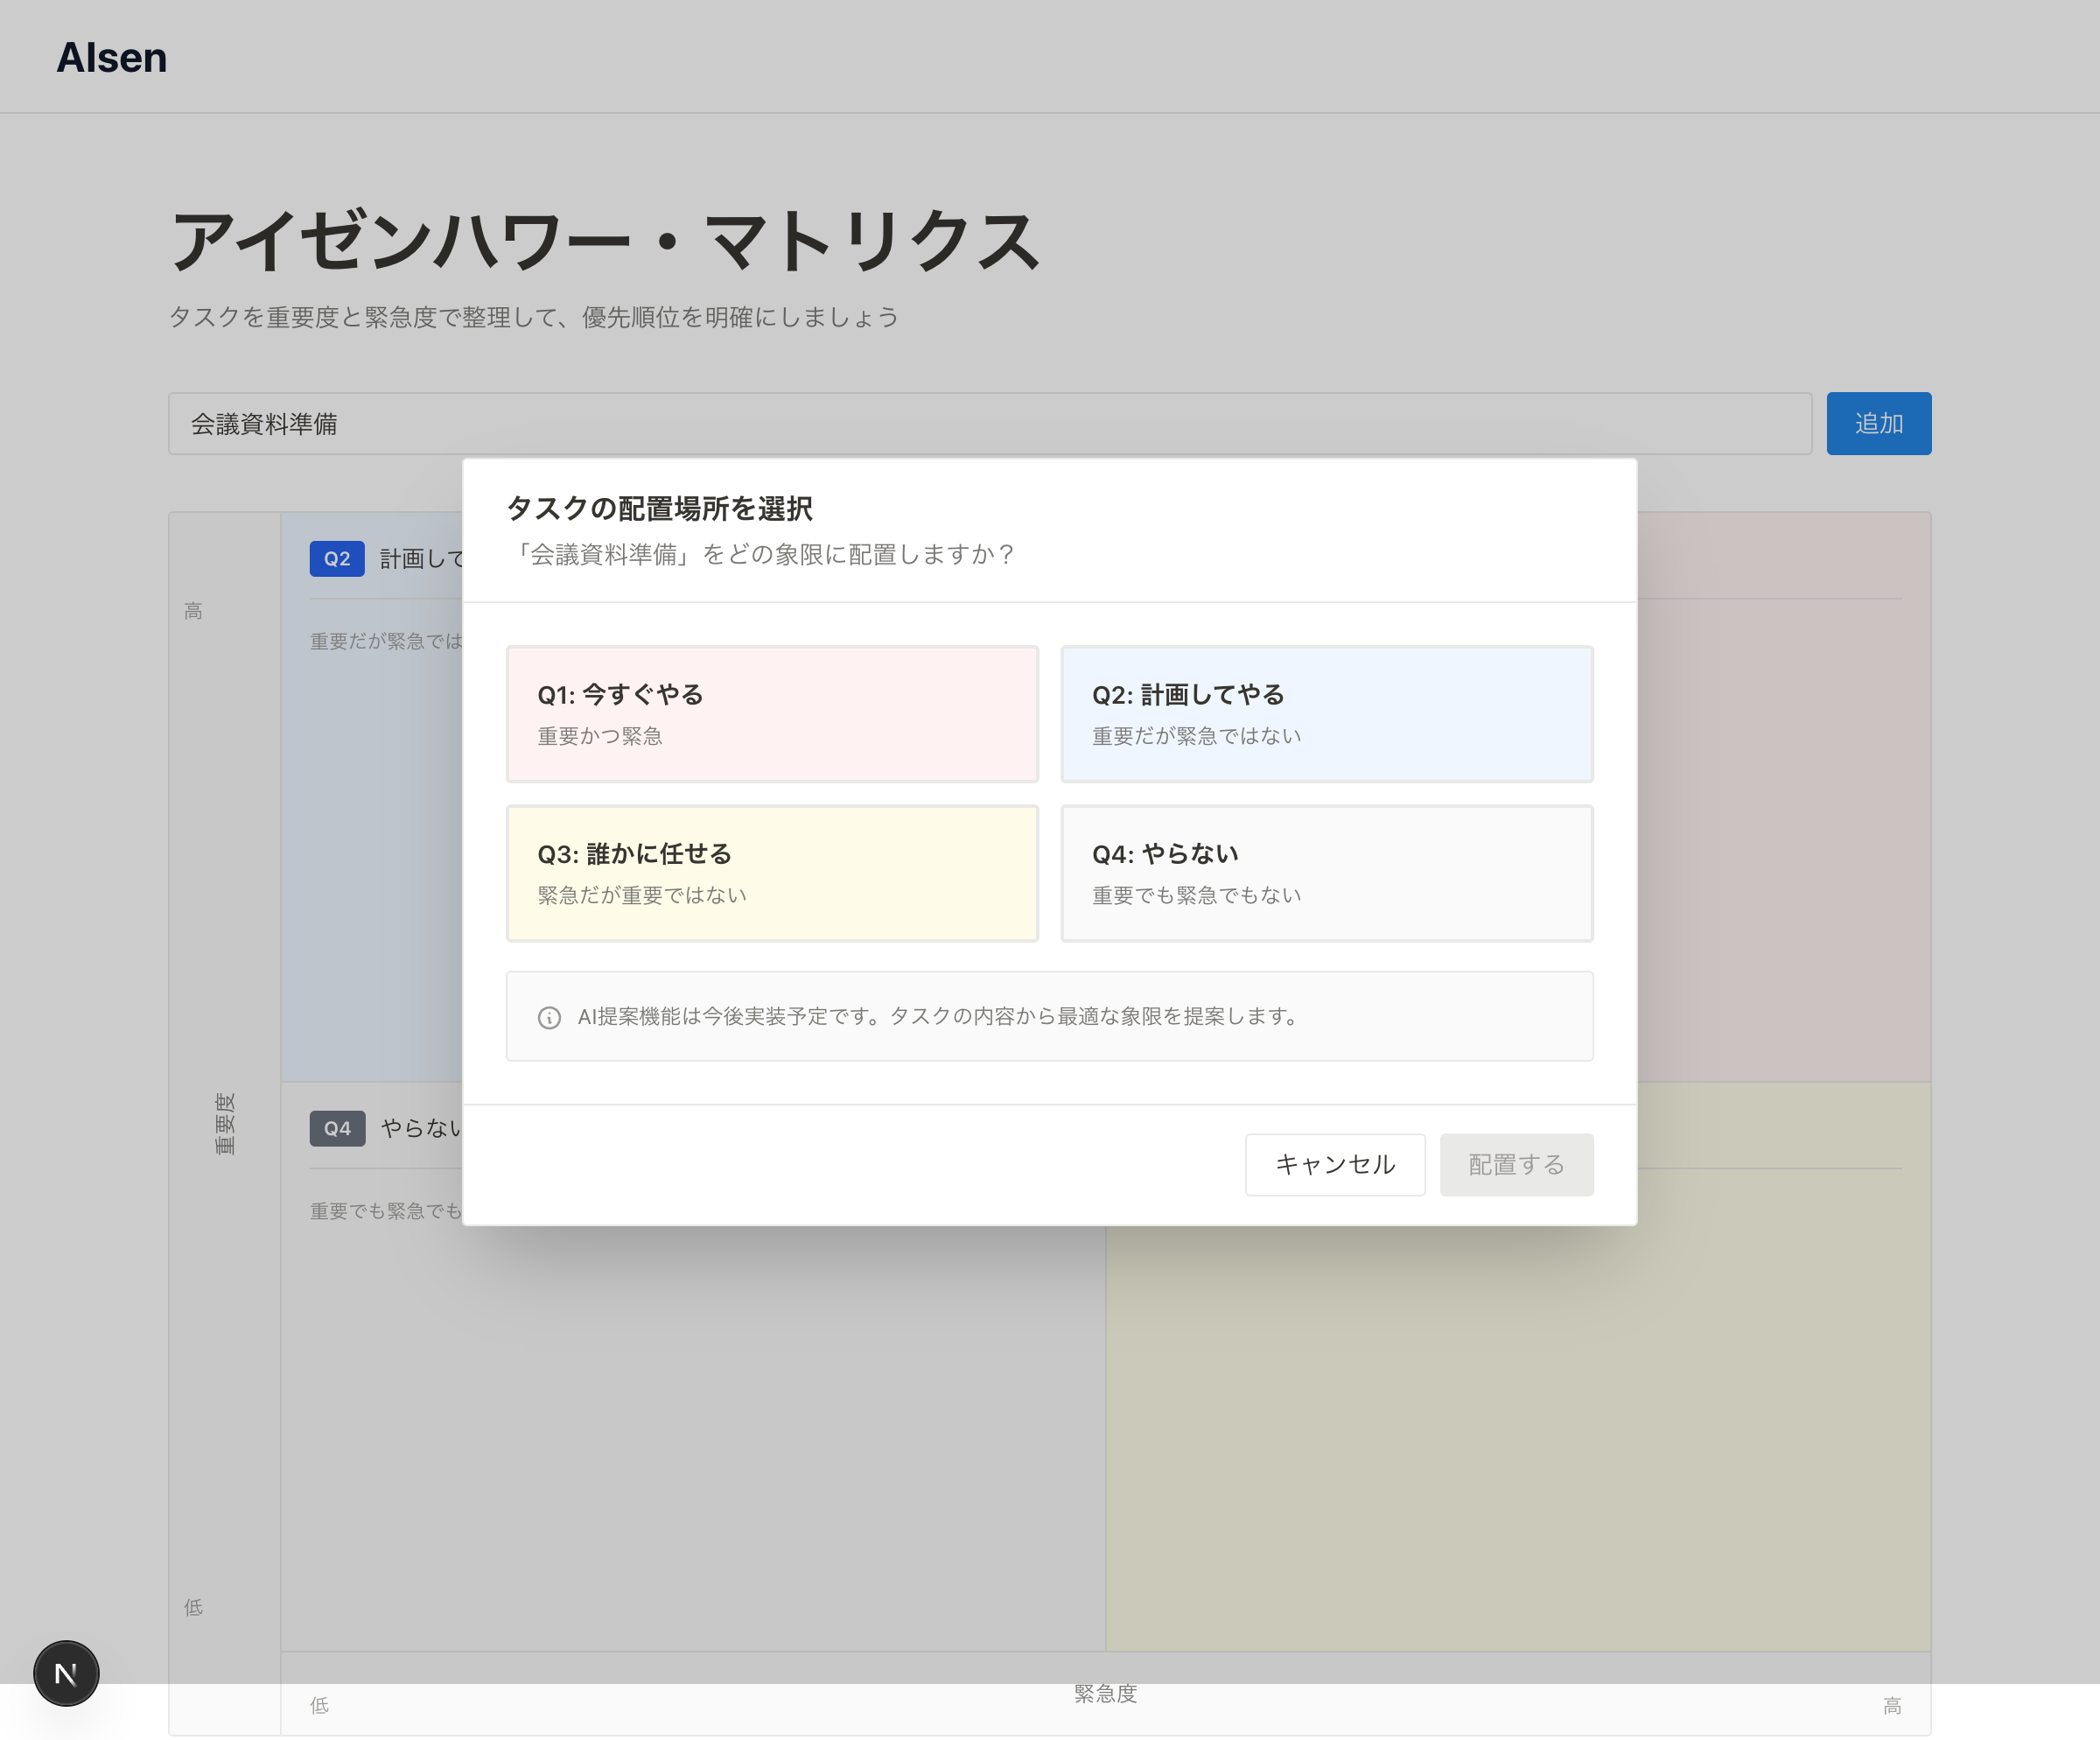 AIsen
アイゼンハワー・マトリクス
タスクを重要度と緊急度で整理して、優先順位を明確にしましょう
会議資料準備
追加
タスクの配置場所を選択
「会議資料準備」をどの象限に配置しますか？
Q1: 今すぐやる
重要かつ緊急
Q2: 計画してやる
重要だが緊急ではない
Q3: 誰かに任せる
緊急だが重要ではない
Q4: やらない
重要でも緊急でもない
AI提案機能は今後実装予定です。タスクの内容から最適な象限を提案します。
キャンセル
配置する
高
重要度
低
Q2 計画して
重要だが緊急では
Q4 やらない
重要でも緊急でも
N
低
緊急度
高